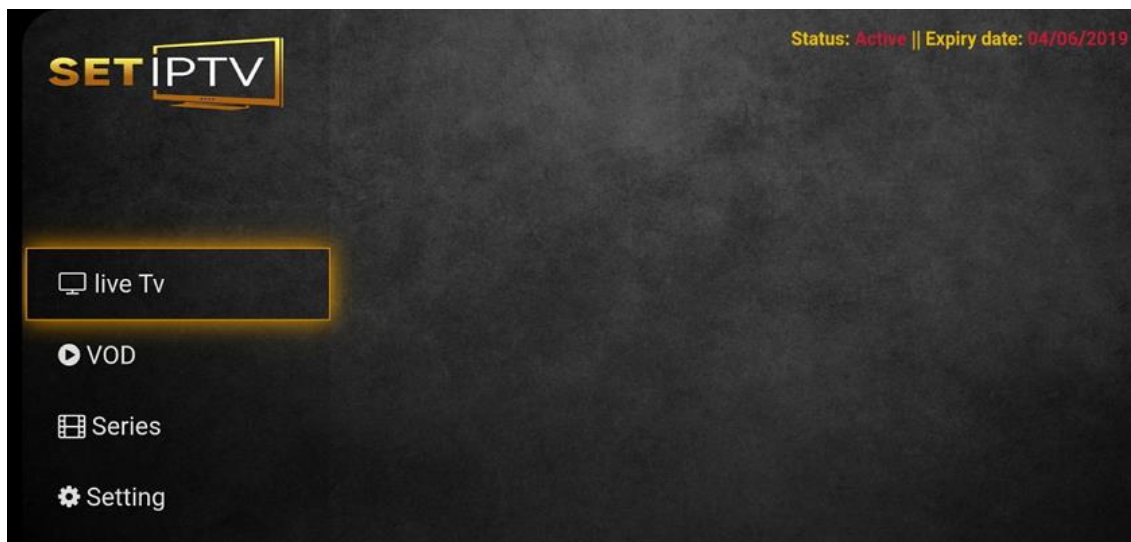 SET IPTV
Status: Active || Expiry date: 04/06/2019
live Tv
VOD
Series
Setting